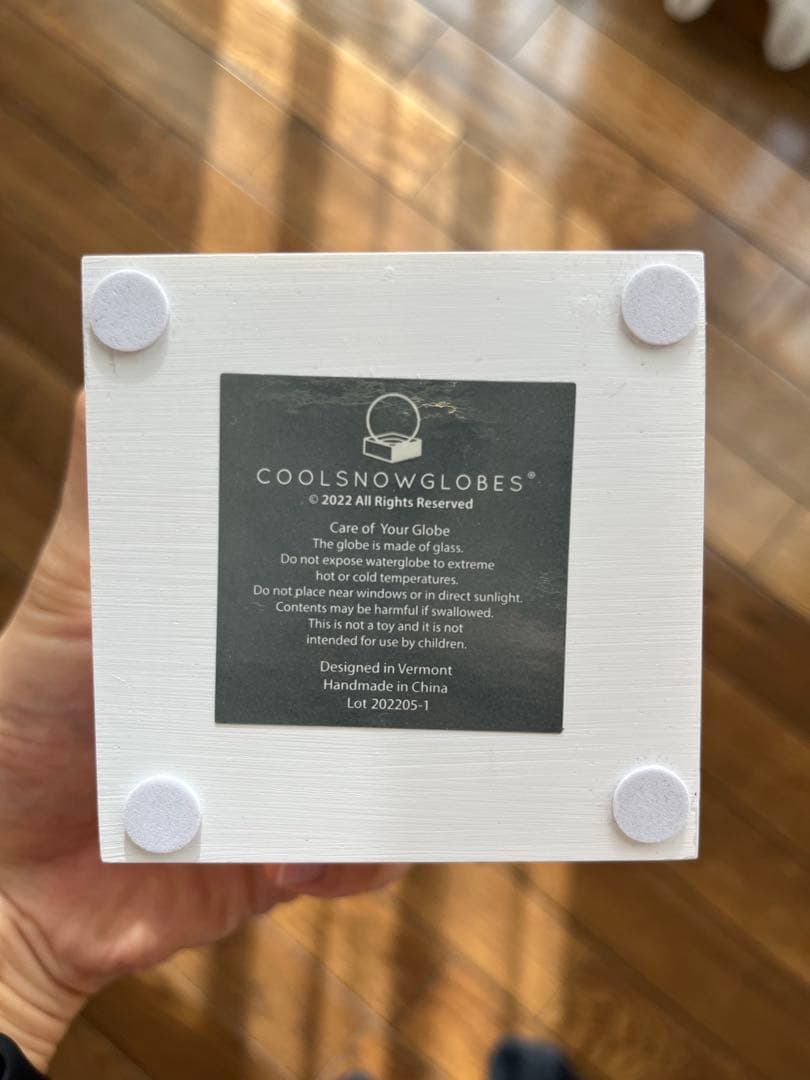 COOLSNOWGLOBES®
© 2022 All Rights Reserved
Care of Your Globe
The globe is made of glass.
Do not expose waterglobe to extreme
hot or cold temperatures.
Do not place near windows or in direct sunlight.
Contents may be harmful if swallowed.
This is not a toy and it is not
intended for use by children.
Designed in Vermont
Handmade in China
Lot 202205-1